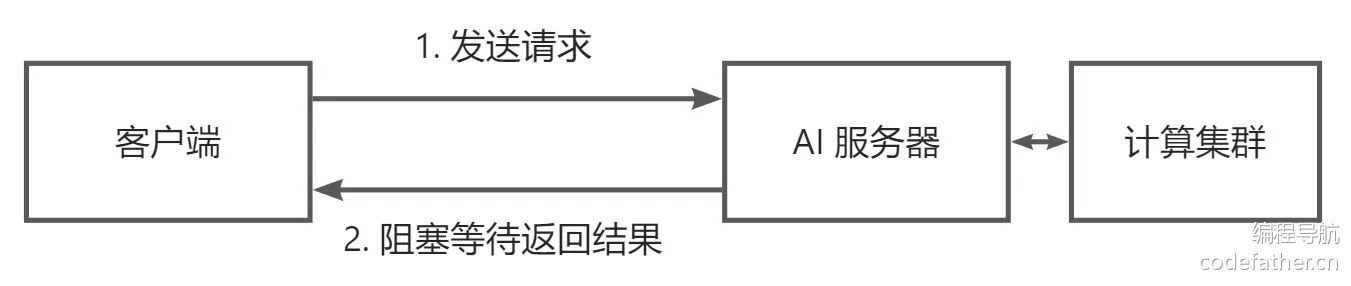 1. 发送请求
客户端
AI 服务器
计算集群
2. 阻塞等待返回结果
编程导航
codefather.cn